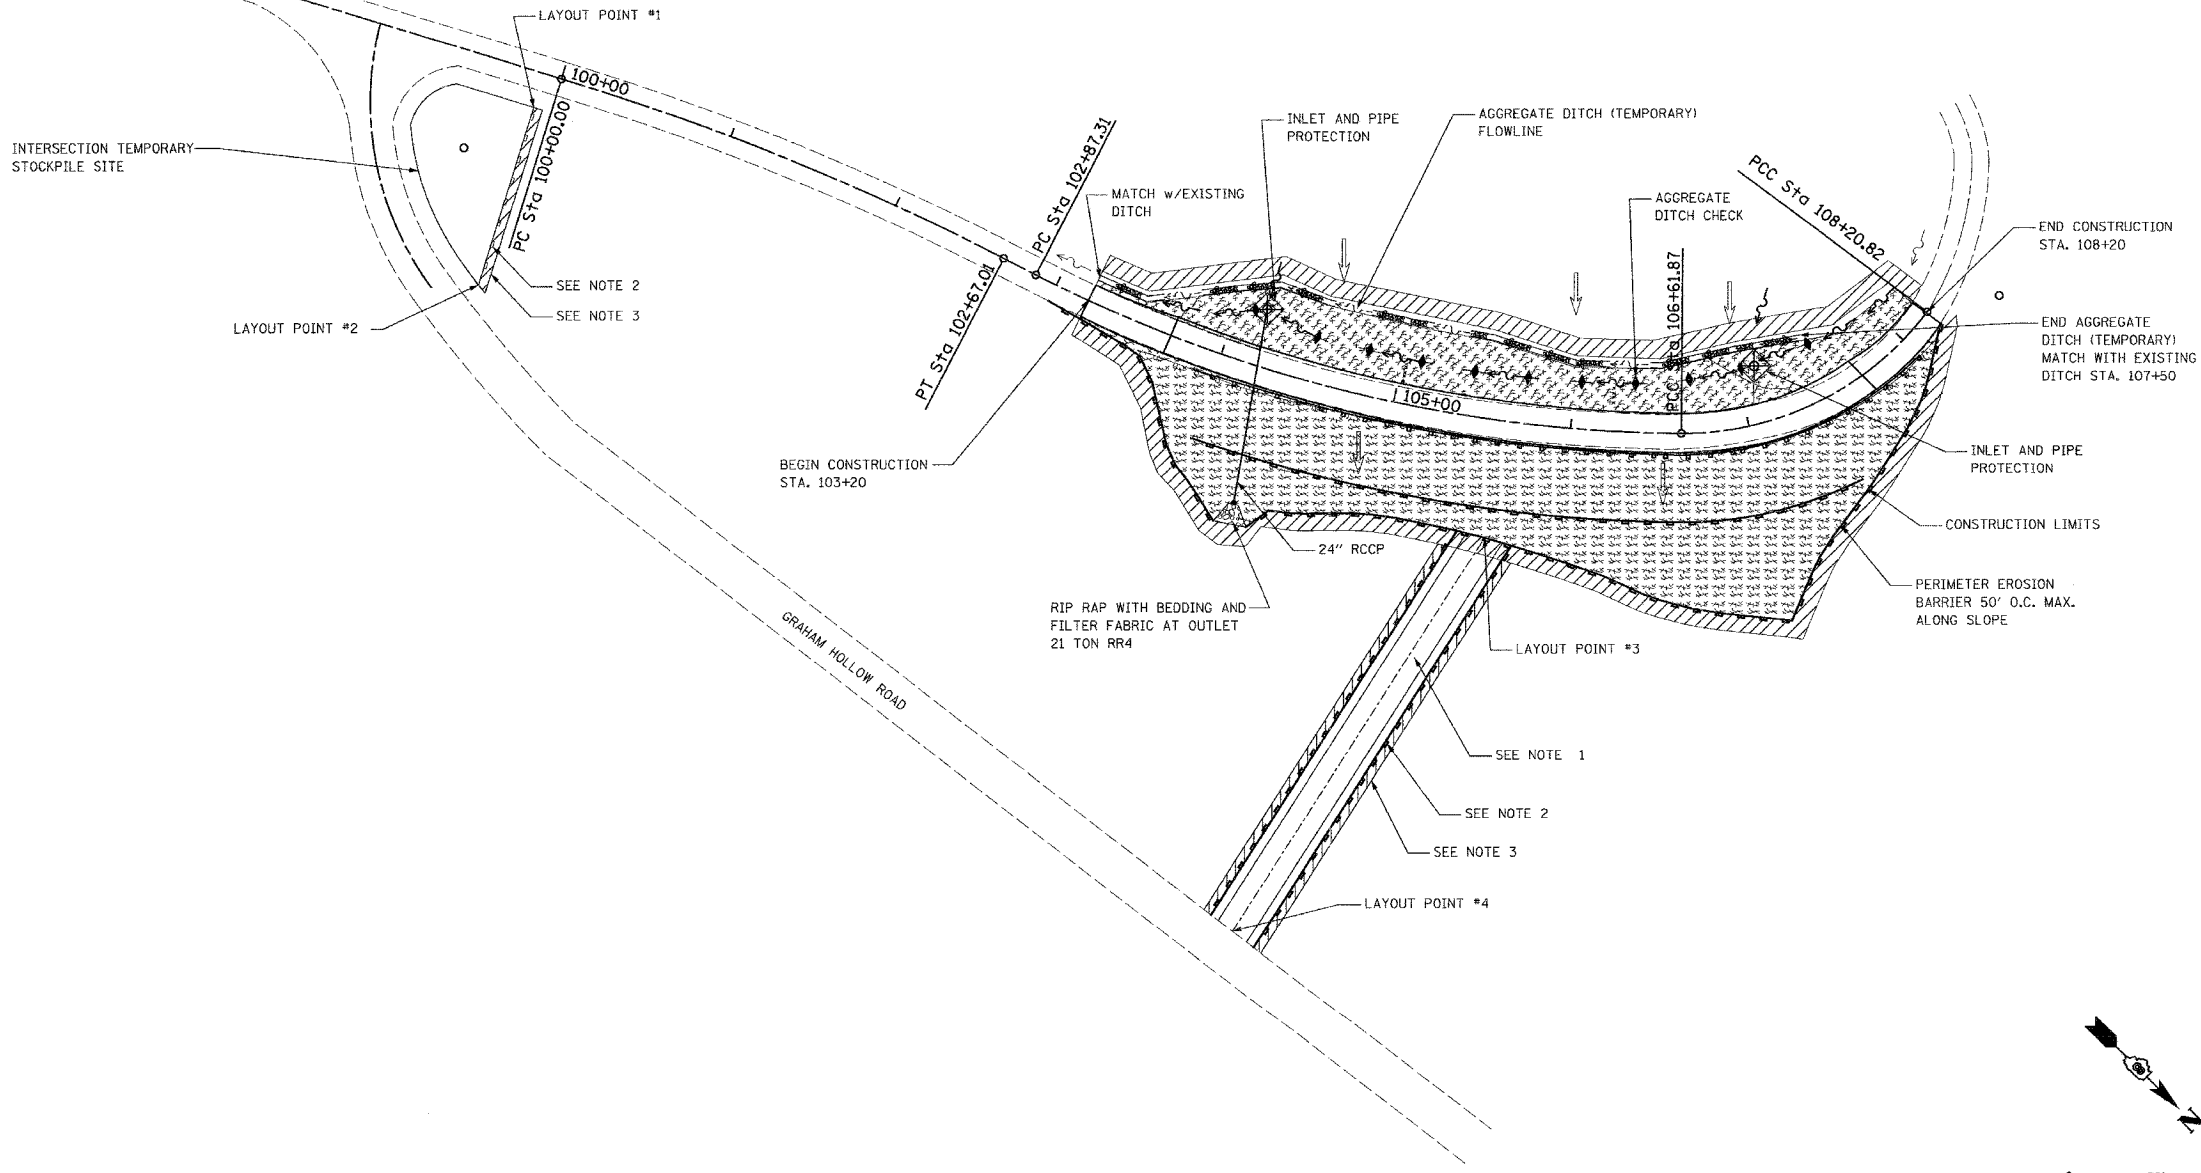 LAYOUT POINT #1
100+00
PC Sta 100+00.00
INTERSECTION TEMPORARY
STOCKPILE SITE
SEE NOTE 2
SEE NOTE 3
LAYOUT POINT #2
PT Sta 102+67.01
PC Sta 102+87.31
MATCH w/EXISTING
DITCH
INLET AND PIPE
PROTECTION
AGGREGATE DITCH (TEMPORARY)
FLOWLINE
AGGREGATE
DITCH CHECK
PCC Sta 106+61.87
PCC Sta 108+20.82
END CONSTRUCTION
STA. 108+20
END AGGREGATE
DITCH (TEMPORARY)
MATCH WITH EXISTING
DITCH STA. 107+50
105+00
BEGIN CONSTRUCTION
STA. 103+20
INLET AND PIPE
PROTECTION
CONSTRUCTION LIMITS
24" RCCP
PERIMETER EROSION
BARRIER 50' O.C. MAX.
ALONG SLOPE
RIP RAP WITH BEDDING AND
FILTER FABRIC AT OUTLET
21 TON RR4
LAYOUT POINT #3
GRAHAM HOLLOW ROAD
SEE NOTE 1
SEE NOTE 2
SEE NOTE 3
LAYOUT POINT #4
N